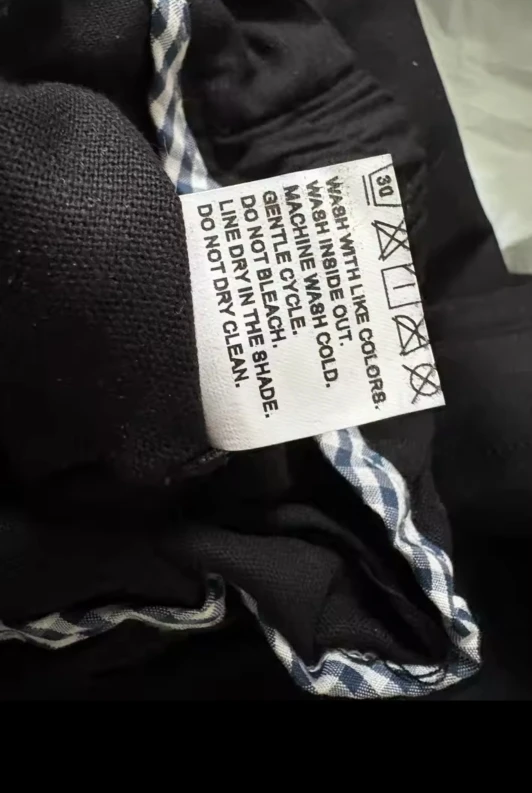 30
WASH WITH LIKE COLORS.
WASH INSIDE OUT.
MACHINE WASH COLD.
GENTLE CYCLE.
DO NOT BLEACH.
LINE DRY IN THE SHADE.
DO NOT DRY CLEAN.